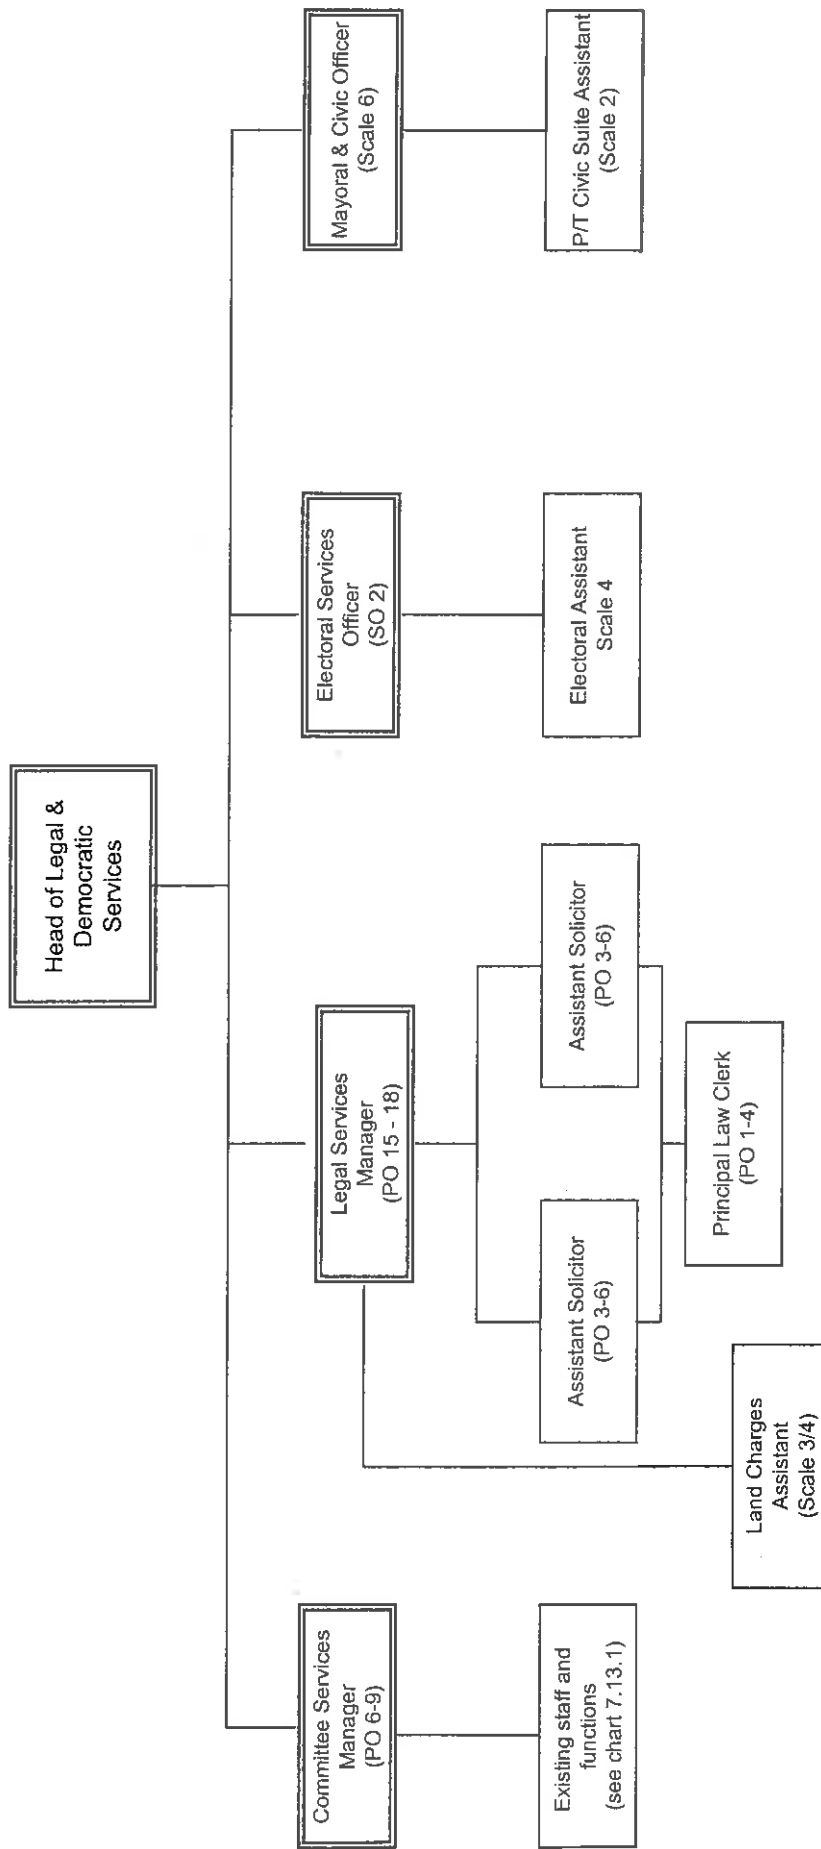 Head of Legal &
Democratic
Services
Committee Services
Manager
(PO 6-9)
Legal Services
Manager
(PO 15 - 18)
Electoral Services
Officer
(SO 2)
Mayoral & Civic Officer
(Scale 6)
Existing staff and
functions
(see chart 7.13.1)
Assistant Solicitor
(PO 3-6)
Assistant Solicitor
(PO 3-6)
Electoral Assistant
Scale 4
P/T Civic Suite Assistant
(Scale 2)
Land Charges
Assistant
(Scale 3/4)
Principal Law Clerk
(PO 1-4)